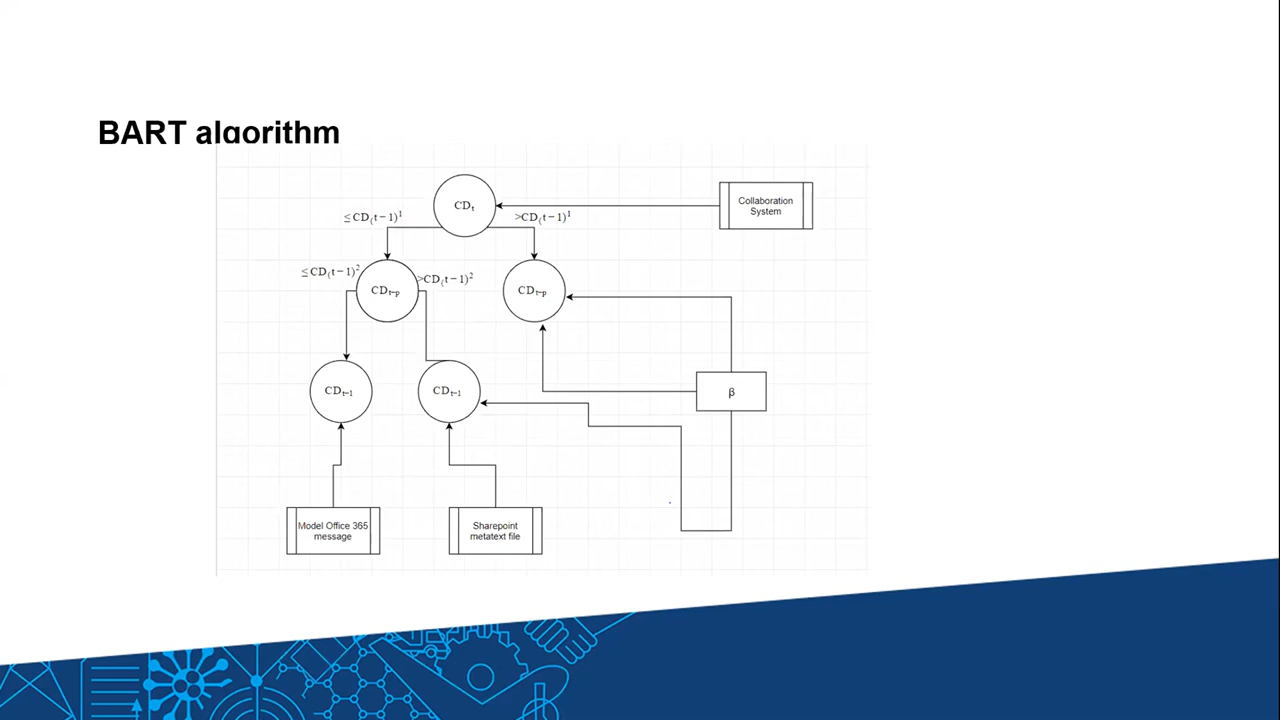 BART algorithm
CDt
Collaboration
System
≤CD(t−1)1
>CD(t−1)1
≤CD(t−1)2
>CD(t−1)2
CDt−p
CDt−p
CDt−1
CDt−1
β
Model Office 365
message
Sharepoint
metatext file